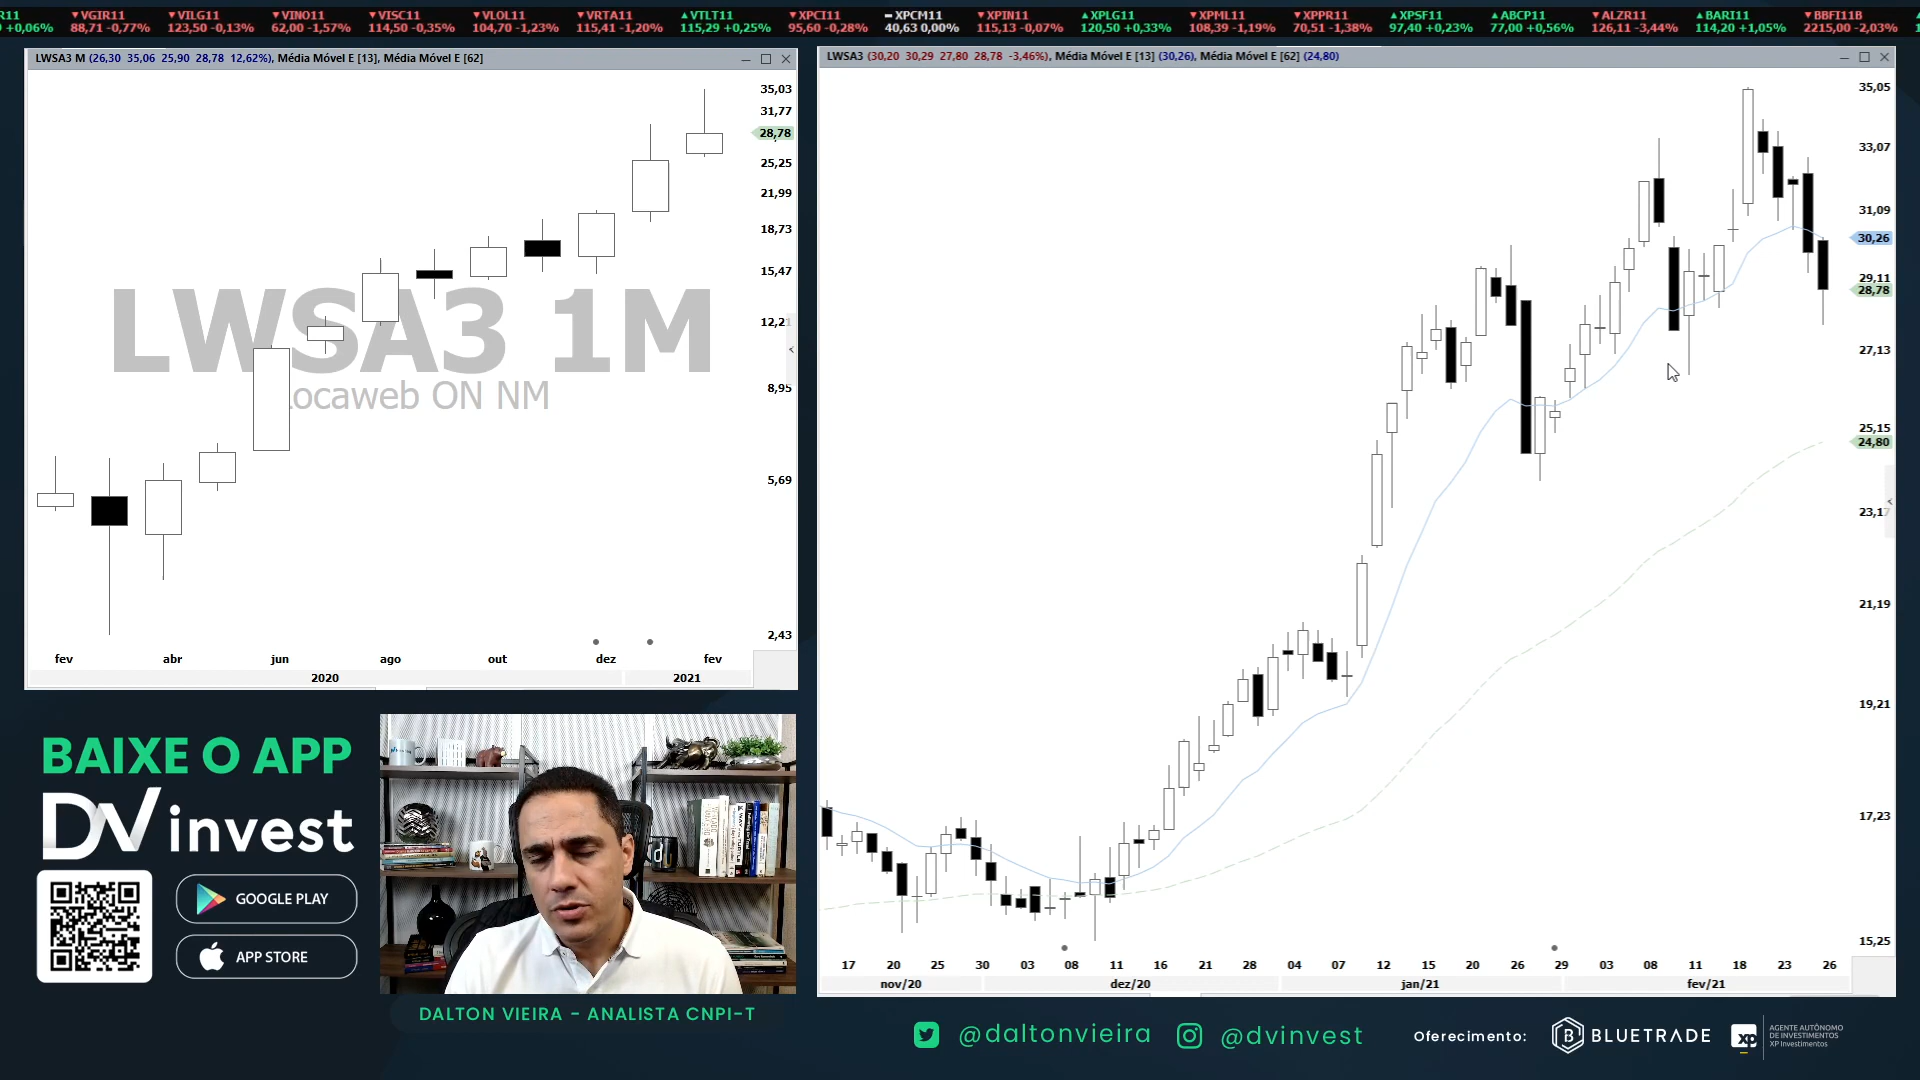 R11 ▼VGIR11 ▼VILG11 ▼VINO11 ▼VISC11 ▼VLOL11 ▼VRTA11 ▲VTLT11 ▼XPCI11 XPCM11 ▼XPIN11 ▲XPLG11 ▼XPML11 ▼XPPR11 ▲XPSF11 ▲ABCP11 ▼ALZR11 ▲BARI11 ▼BBFI11B
+0,06% 88,71 -0,77% 123,50 -0,13% 62,00 -1,57% 114,50 -0,35% 104,70 -1,23% 115,41 -1,20% 115,29 +0,25% 95,60 -0,28% 40,63 0,00% 115,13 -0,07% 120,50 +0,33% 108,39 -1,19% 70,51 -1,38% 97,40 +0,23% 77,00 +0,56% 126,11 -3,44% 114,20 +1,05% 2215,00 -2,03%
LWSA3 M (26,30 35,06 25,90 28,78 12,62%), Média Móvel E [13], Média Móvel E [62]
35,03
31,77
28,78
25,25
21,99
18,73
15,47
12,21
8,95
5,69
2,43
LWSA3 1M
Locaweb ON NM
fev abr jun ago out dez fev
2020 2021
LWSA3 (30,20 30,29 27,80 28,78 -3,46%), Média Móvel E [13] (30,26), Média Móvel E [62] (24,80)
35,05
33,07
31,09
30,26
29,11
28,78
27,13
25,15
24,80
23,17
21,19
19,21
17,23
15,25
17 20 25 30 03 08 11 16 21 28 04 07 12 15 20 26 29 03 08 11 18 23 26
nov/20 dez/20 jan/21 fev/21
BAIXE O APP
DVinvest
GOOGLE PLAY
APP STORE
DALTON VIEIRA - ANALISTA CNPI-T
@daltonvieira @dvinvest
Oferecimento:
B BLUETRADE
xp
AGENTE AUTÔNOMO
DE INVESTIMENTOS
XP Investimentos